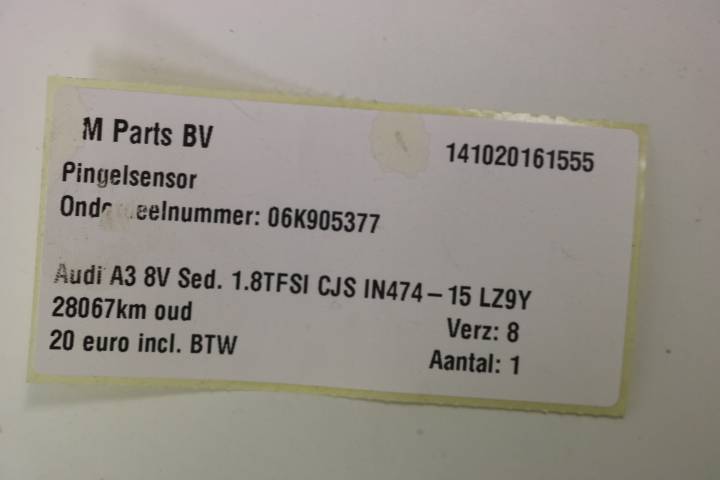 M Parts BV
141020161555
Pingelsensor
Onderdeelnummer: 06K905377
Audi A3 8V Sed. 1.8TFSI CJS IN474-15 LZ9Y
28067km oud
Verz: 8
20 euro incl. BTW
Aantal: 1